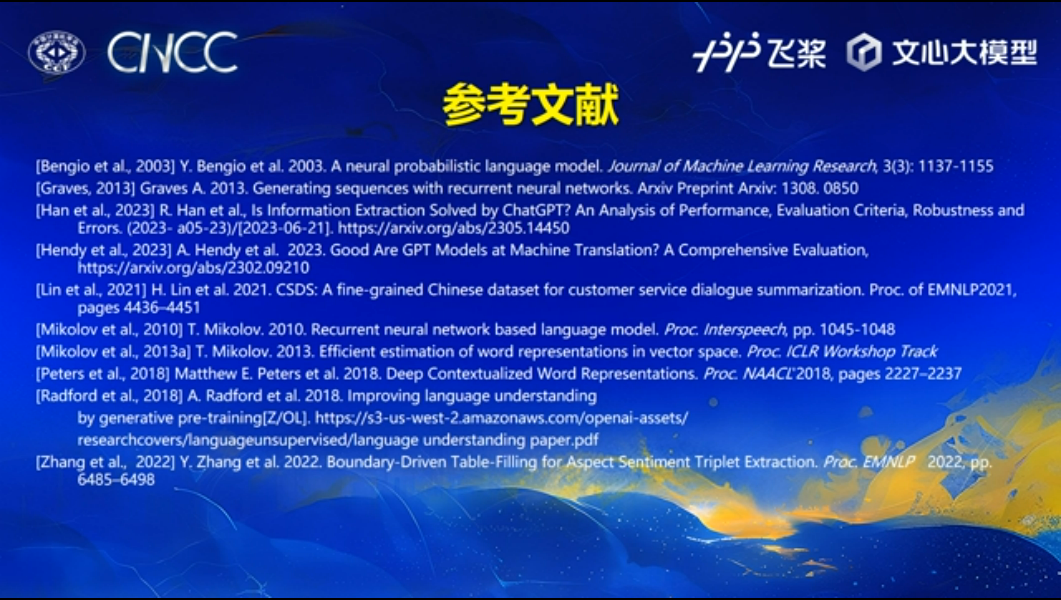 中国计算机学会
CCF
CNCC
飞桨
文心大模型
参考文献
[Bengio et al., 2003] Y. Bengio et al. 2003. A neural probabilistic language model. Journal of Machine Learning Research, 3(3): 1137-1155
[Graves, 2013] Graves A. 2013. Generating sequences with recurrent neural networks. Arxiv Preprint Arxiv: 1308. 0850
[Han et al., 2023] R. Han et al., Is Information Extraction Solved by ChatGPT? An Analysis of Performance, Evaluation Criteria, Robustness and
Errors. (2023- a05-23)/[2023-06-21]. https://arxiv.org/abs/2305.14450
[Hendy et al., 2023] A. Hendy et al. 2023. Good Are GPT Models at Machine Translation? A Comprehensive Evaluation,
https://arxiv.org/abs/2302.09210
[Lin et al., 2021] H. Lin et al. 2021. CSDS: A fine-grained Chinese dataset for customer service dialogue summarization. Proc. of EMNLP2021,
pages 4436–4451
[Mikolov et al., 2010] T. Mikolov. 2010. Recurrent neural network based language model. Proc. Interspeech, pp. 1045-1048
[Mikolov et al., 2013a] T. Mikolov. 2013. Efficient estimation of word representations in vector space. Proc. ICLR Workshop Track
[Peters et al., 2018] Matthew E. Peters et al. 2018. Deep Contextualized Word Representations. Proc. NAACL'2018, pages 2227–2237
[Radford et al., 2018] A. Radford et al. 2018. Improving language understanding
by generative pre-training[Z/OL]. https://s3-us-west-2.amazonaws.com/openai-assets/
researchcovers/languageunsupervised/language understanding paper.pdf
[Zhang et al., 2022] Y. Zhang et al. 2022. Boundary-Driven Table-Filling for Aspect Sentiment Triplet Extraction. Proc. EMNLP 2022, pp.
6485–6498